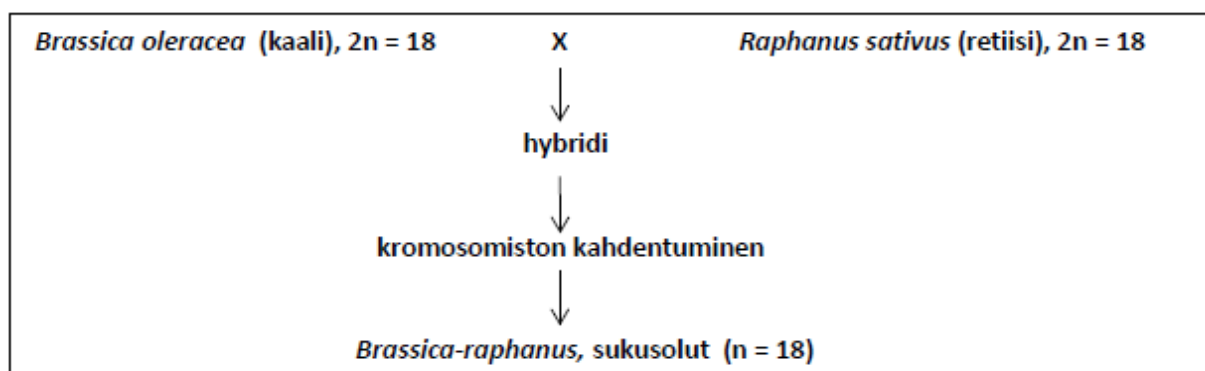 Brassica oleracea (kaali), 2n = 18 X Raphanus sativus (retiisi), 2n = 18
hybridi
kromosomiston kahdentuminen
Brassica-raphanus, sukusolut (n = 18)